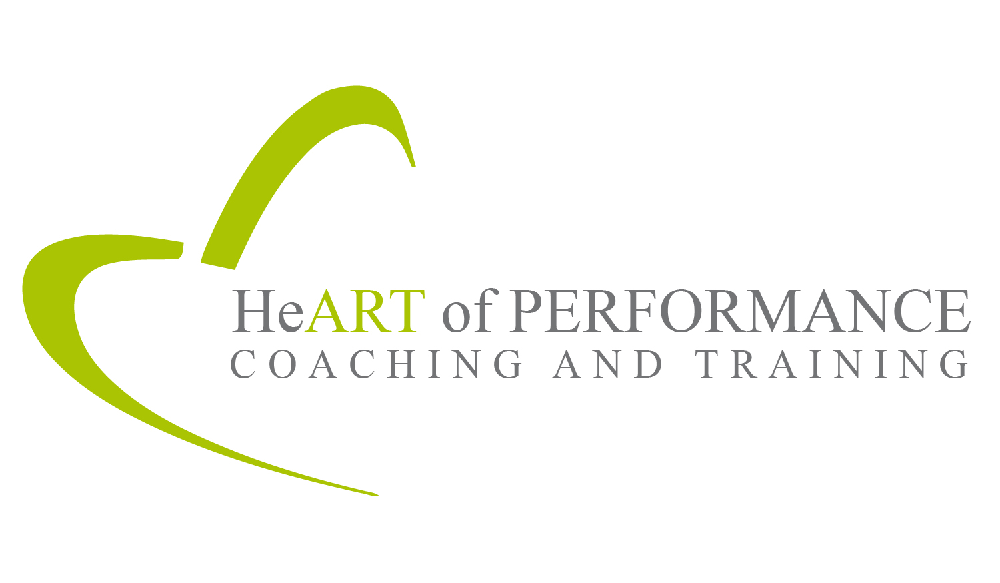 HeART of PERFORMANCE
COACHING AND TRAINING